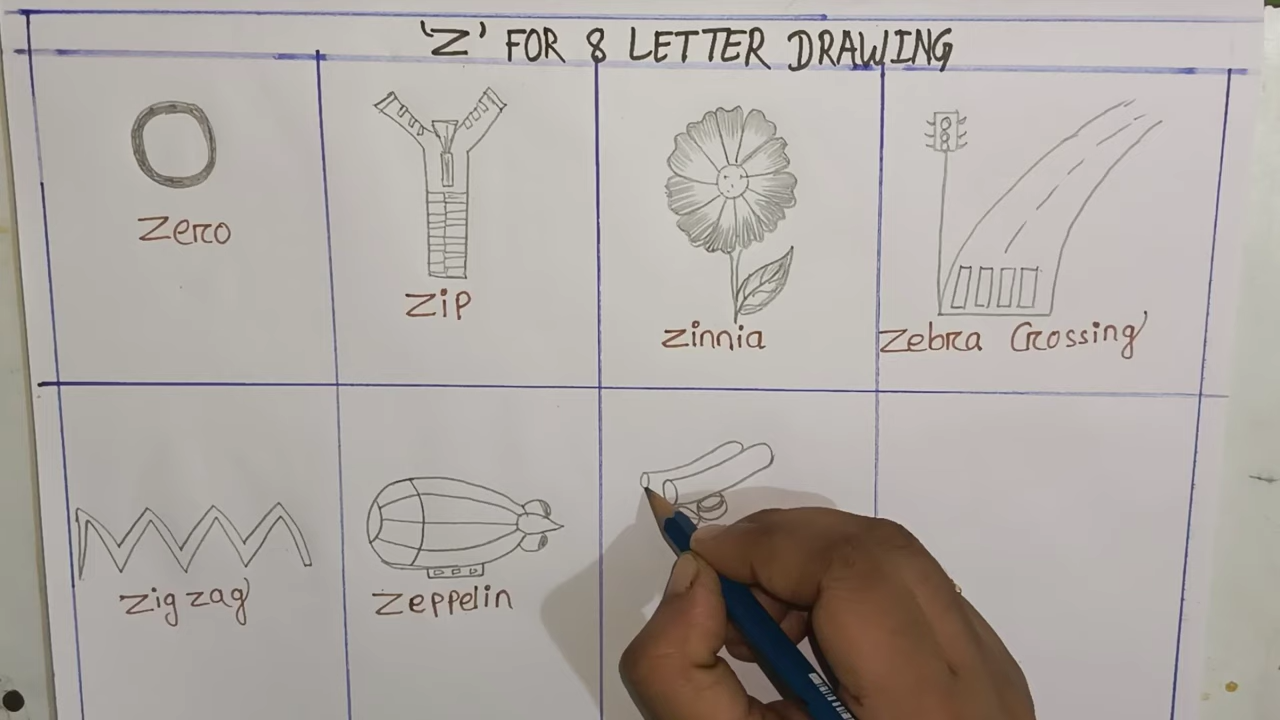 'Z' FOR 8 LETTER DRAWING
Zero
Zip
Zinnia
Zebra Crossing
Zigzag
Zeppelin